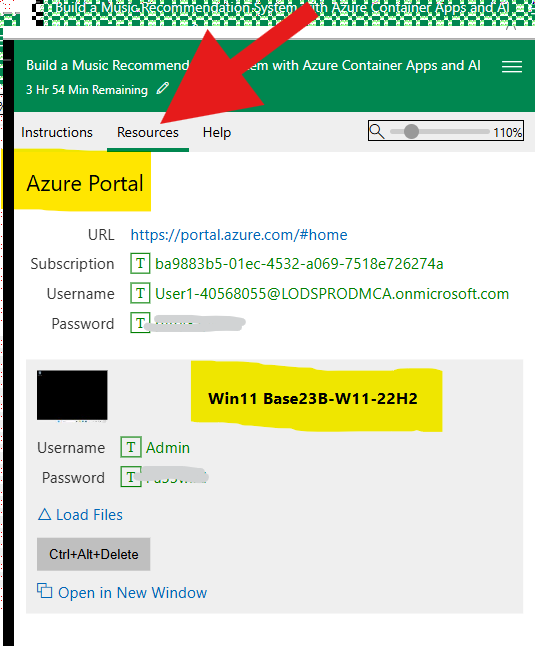 Build a Music Recommendation System with Azure Container Apps and AI
Build a Music Recommend em with Azure Container Apps and AI
3 Hr 54 Min Remaining
Instructions Resources Help 110%
Azure Portal
URL https://portal.azure.com/#home
Subscription T ba9883b5-01ec-4532-a069-7518e726274a
Username T User1-40568055@LODSPRODMCA.onmicrosoft.com
Password T
Win11 Base23B-W11-22H2
Username T Admin
Password T
Load Files
Ctrl+Alt+Delete
Open in New Window